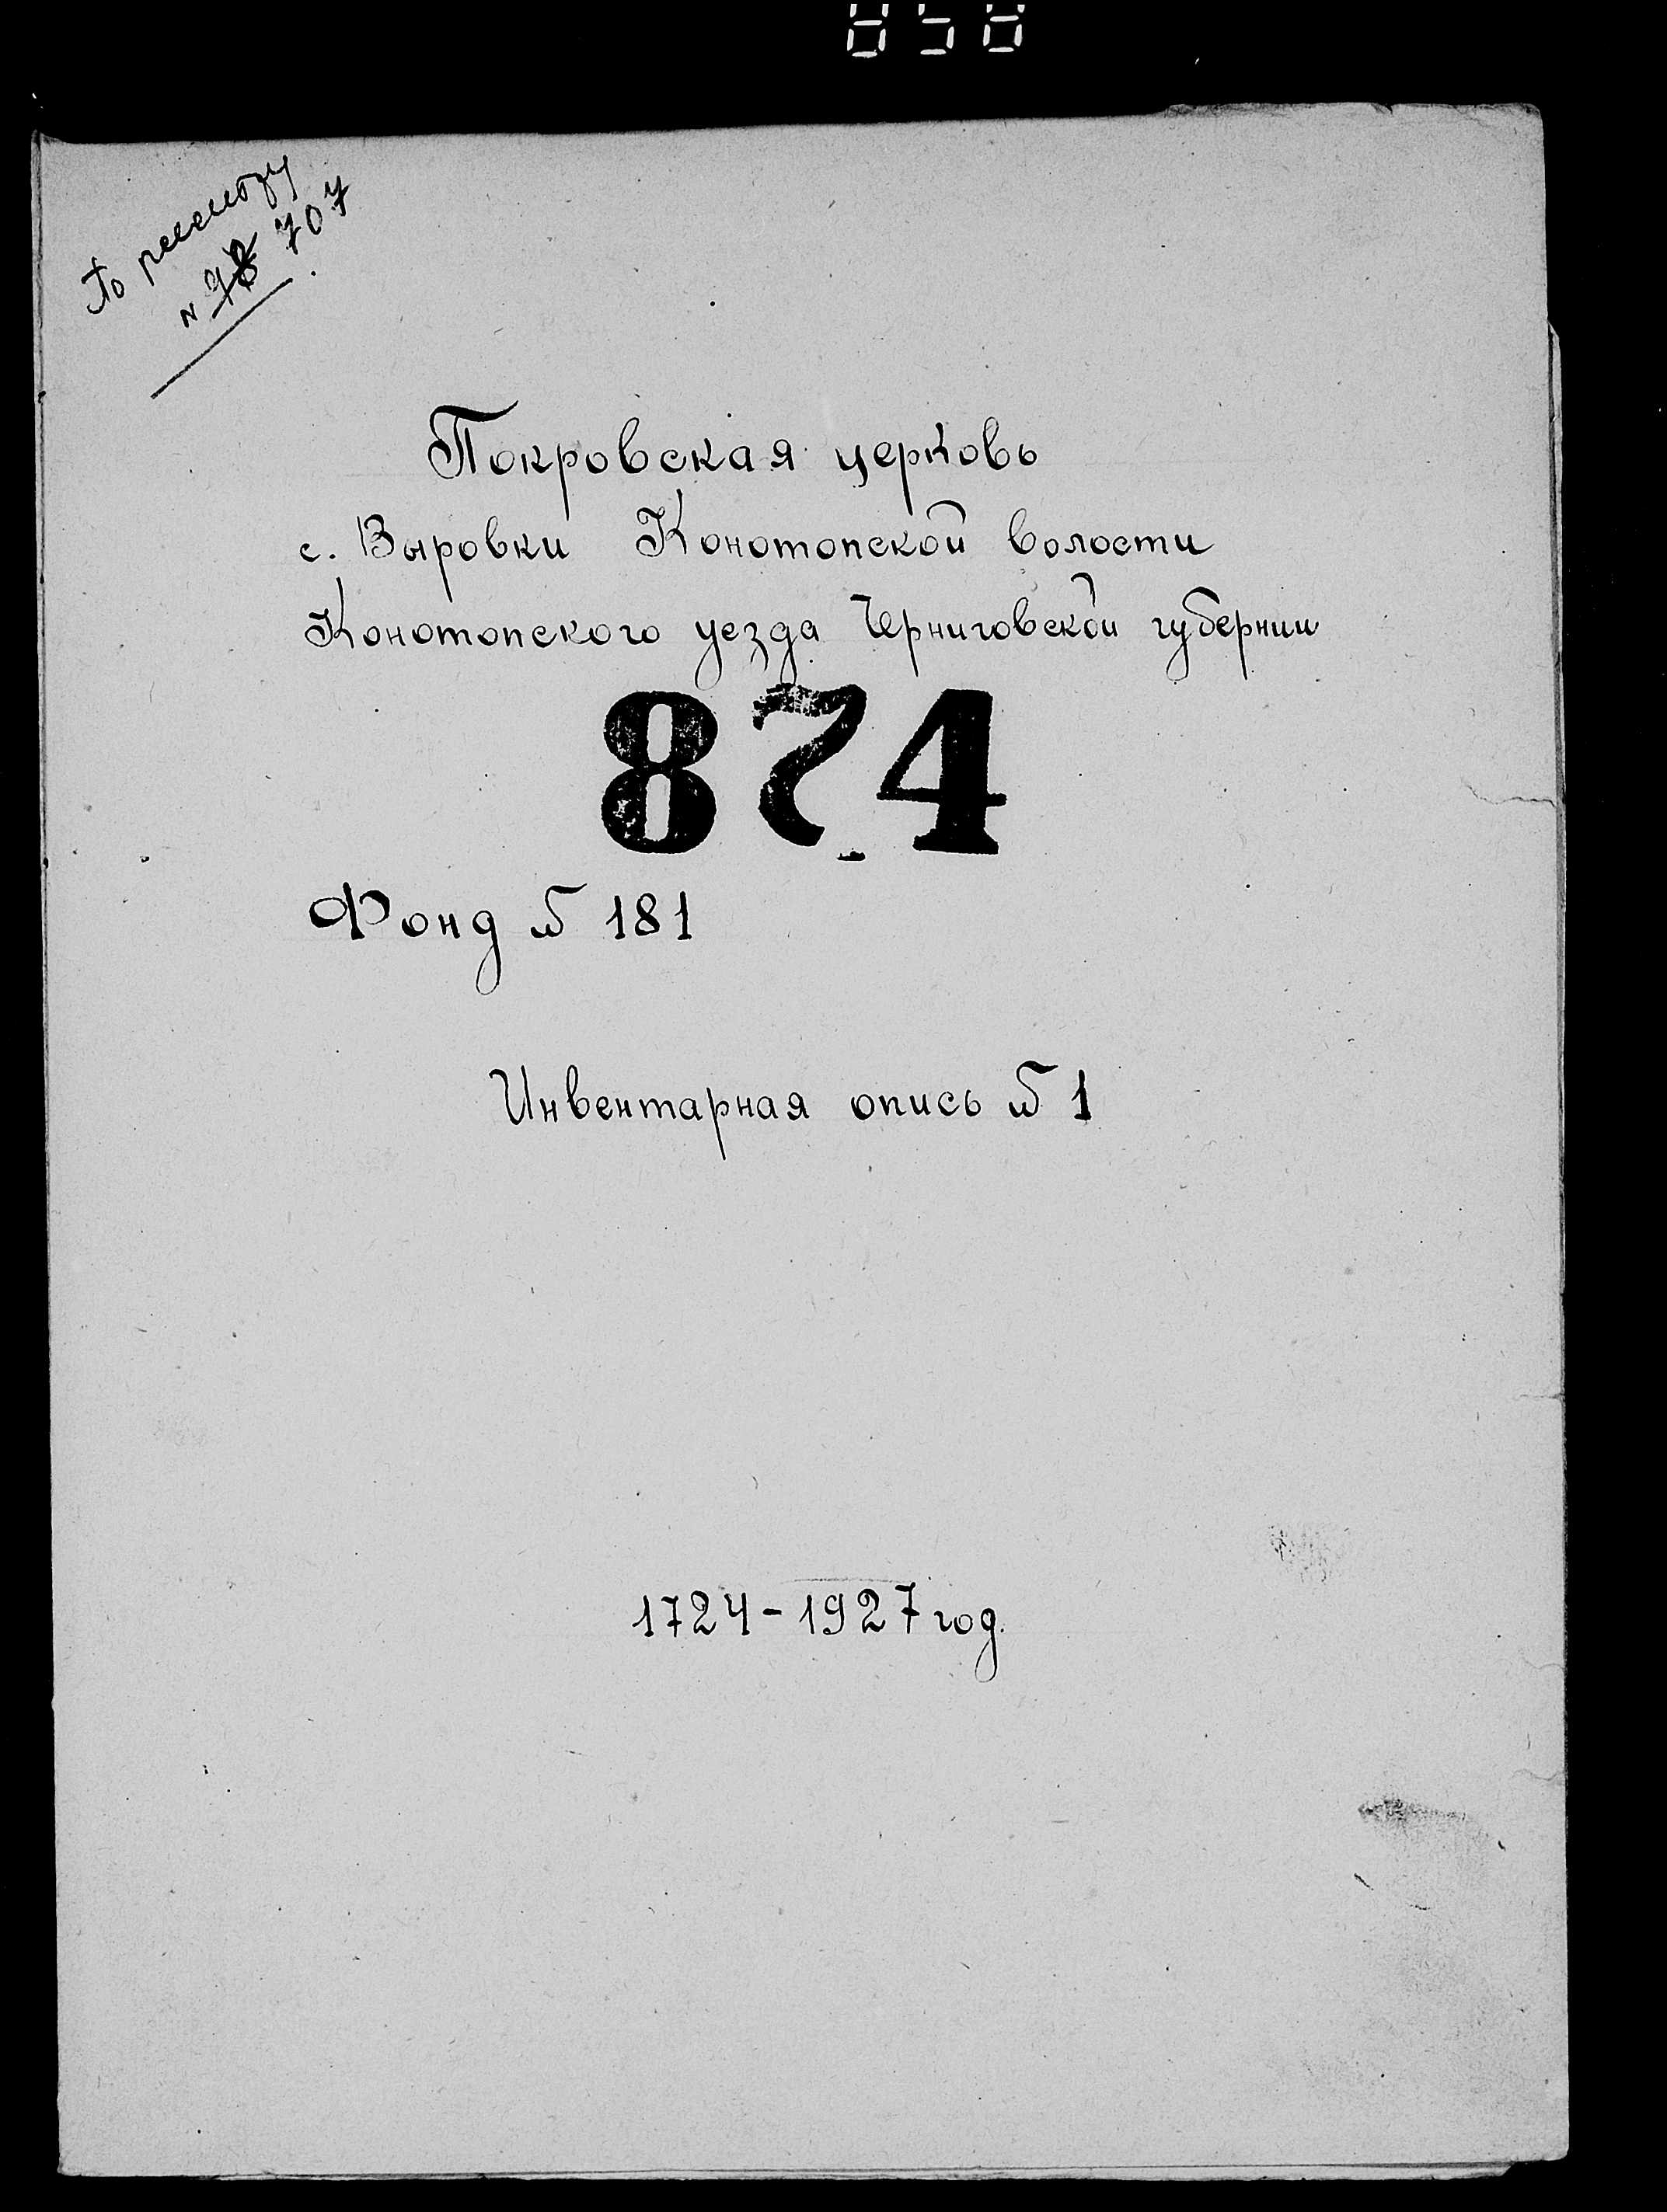 По реестру
№ 98 707.
Покровская церковь
с. Выровки Конотопской волости
Конотопского уезда Черниговской губернии
874
Фонд № 181
Инвентарная опись № 1
1724-1927 год.